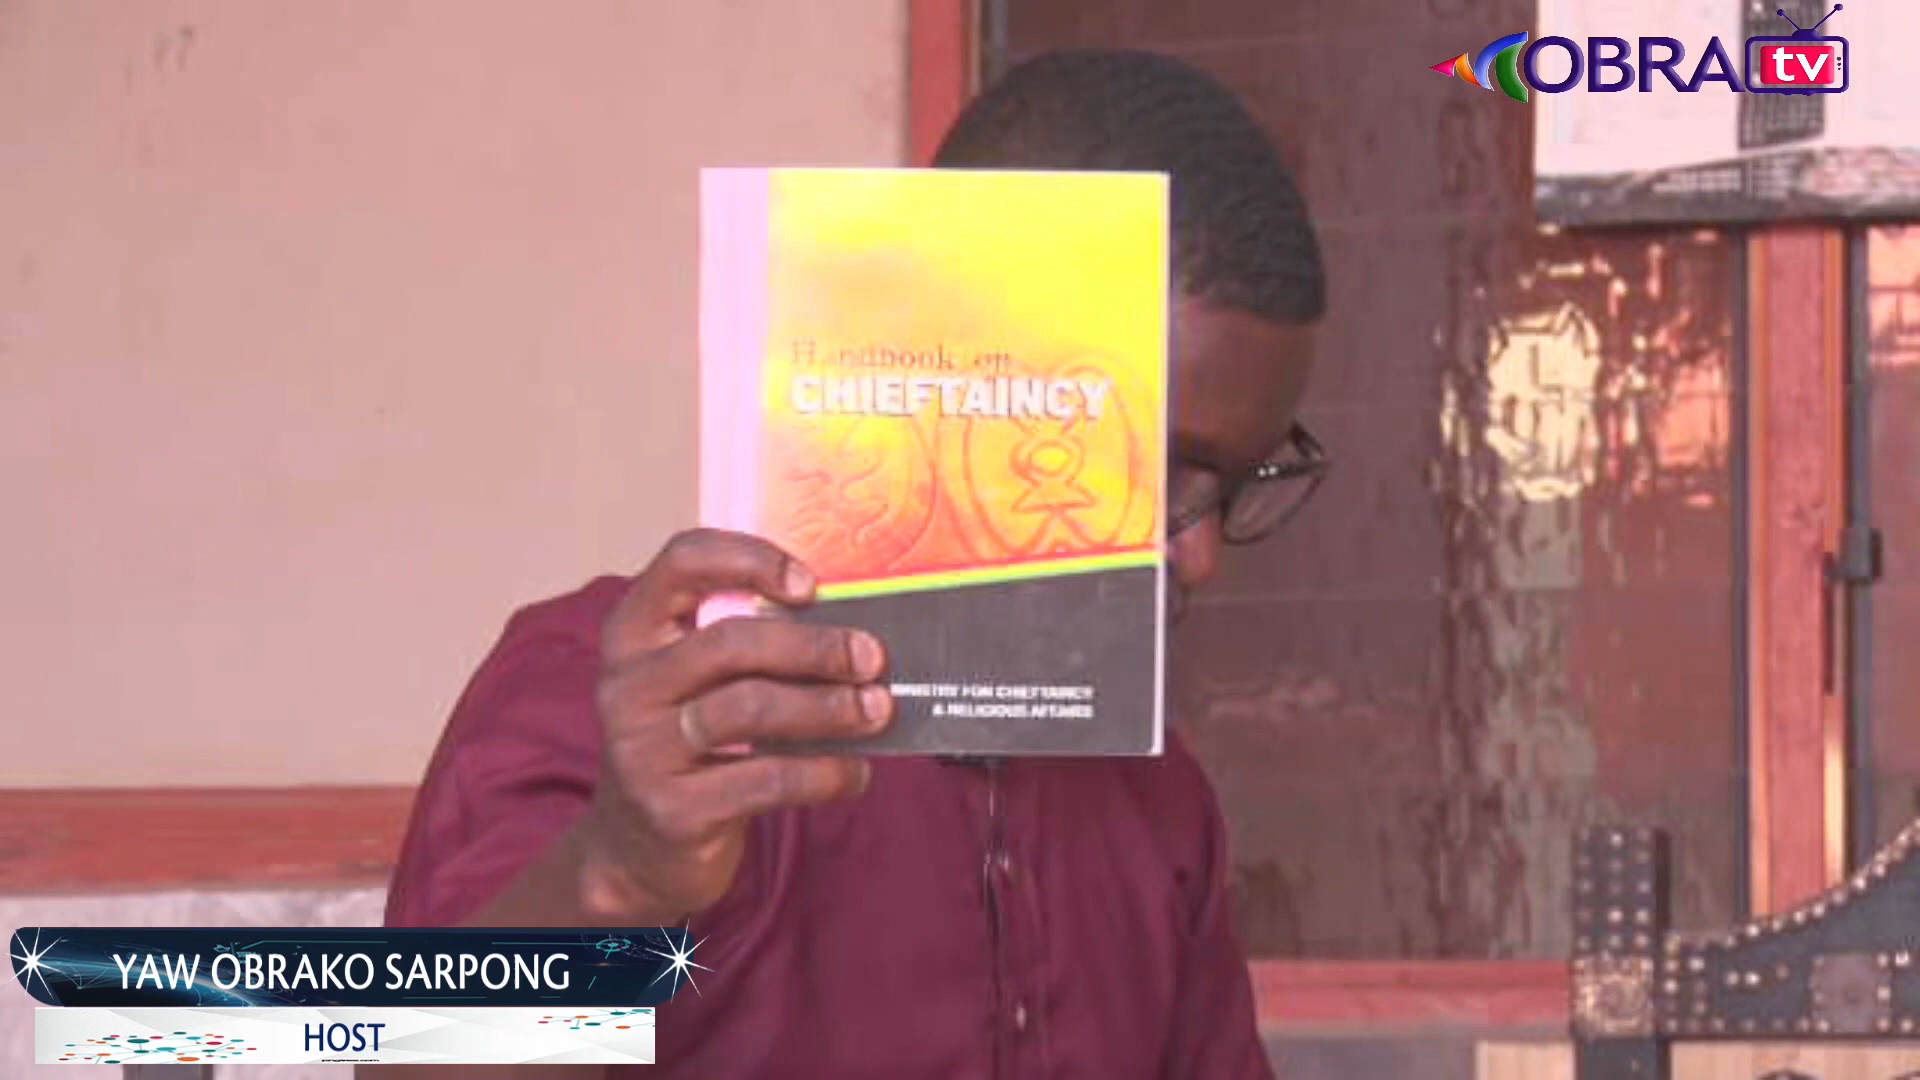 OBRA tv
Handbook on
CHIEFTAINCY
MINISTRY FOR CHIEFTAINCY
& RELIGIOUS AFFAIRS
YAW OBRAKO SARPONG
HOST